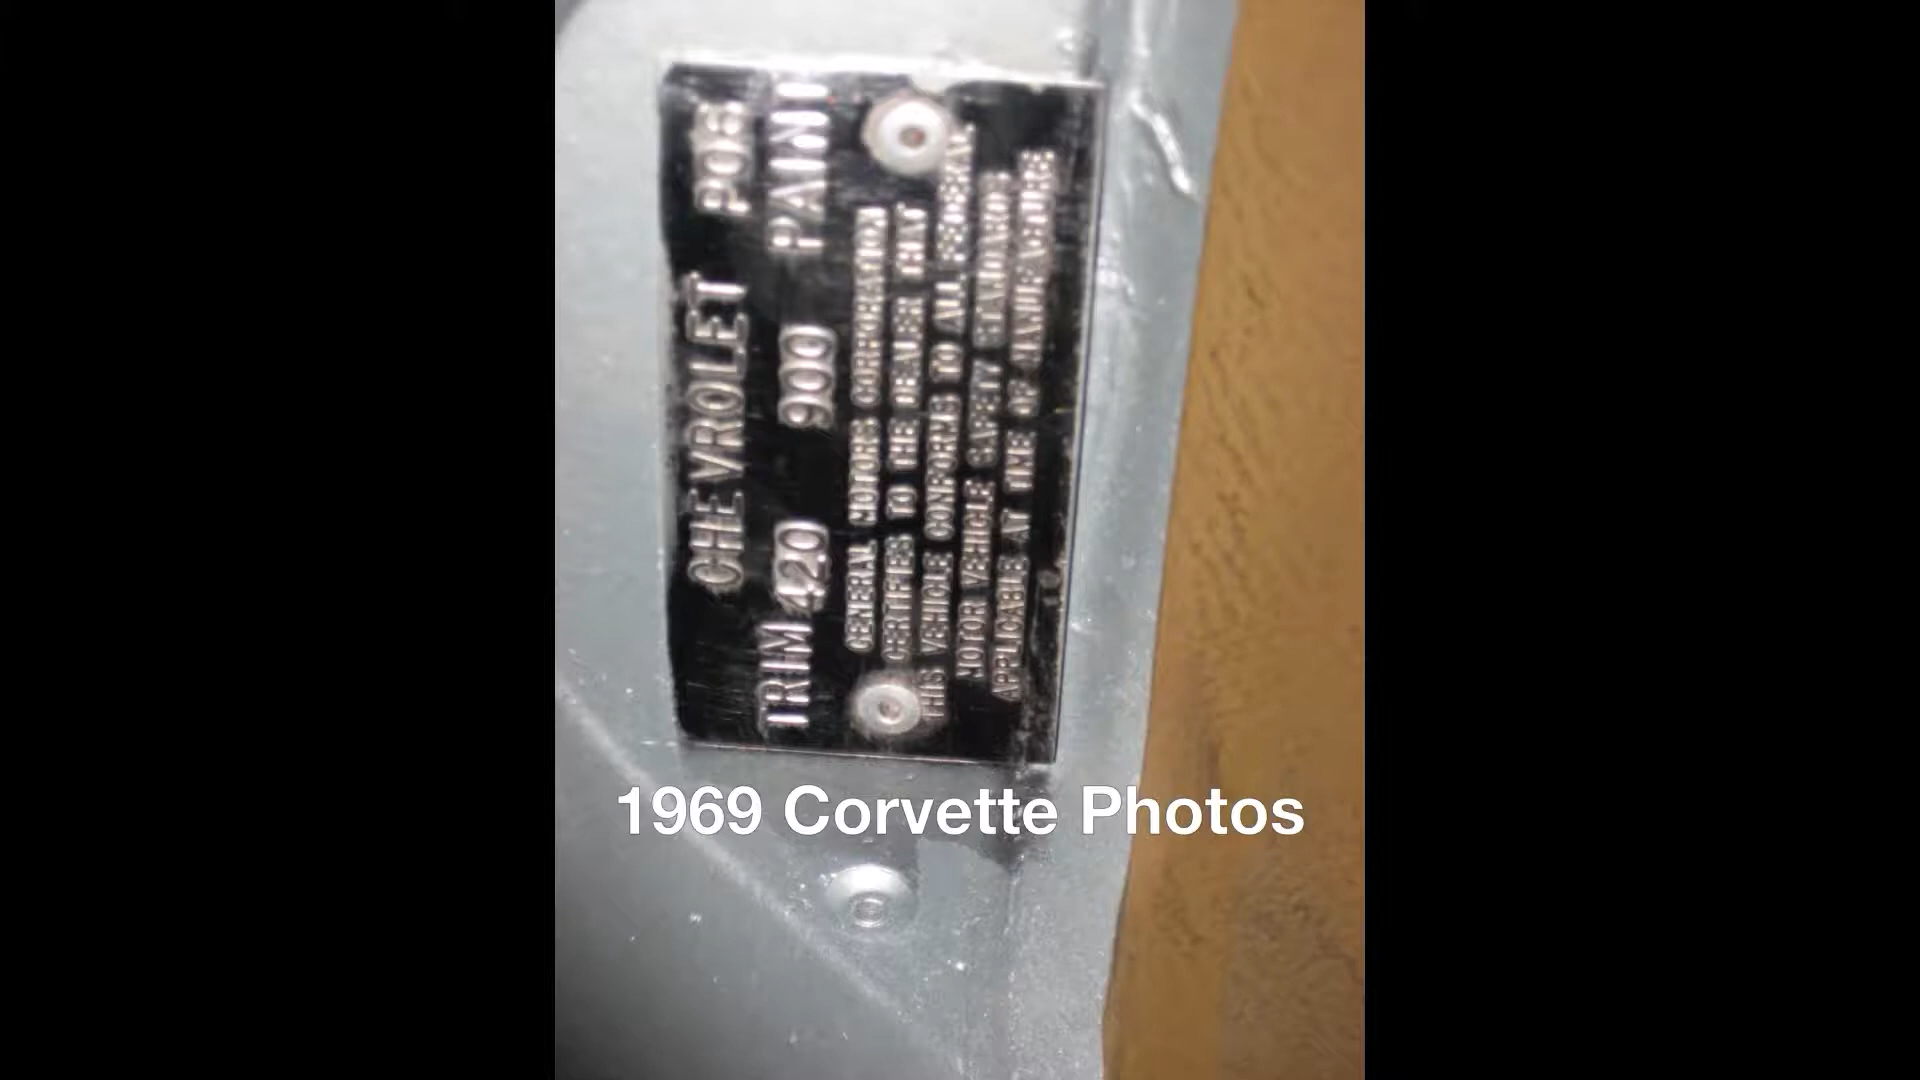 CHEVROLET PO8
TRIM 420 900 PAINT
GENERAL MOTORS CORPORATION
CERTIFIES TO THE DEALER THAT
THIS VEHICLE CONFORMS TO ALL FEDERAL
MOTOR VEHICLE SAFETY STANDARDS
APPLICABLE AT TIME OF MANUFACTURE
1969 Corvette Photos